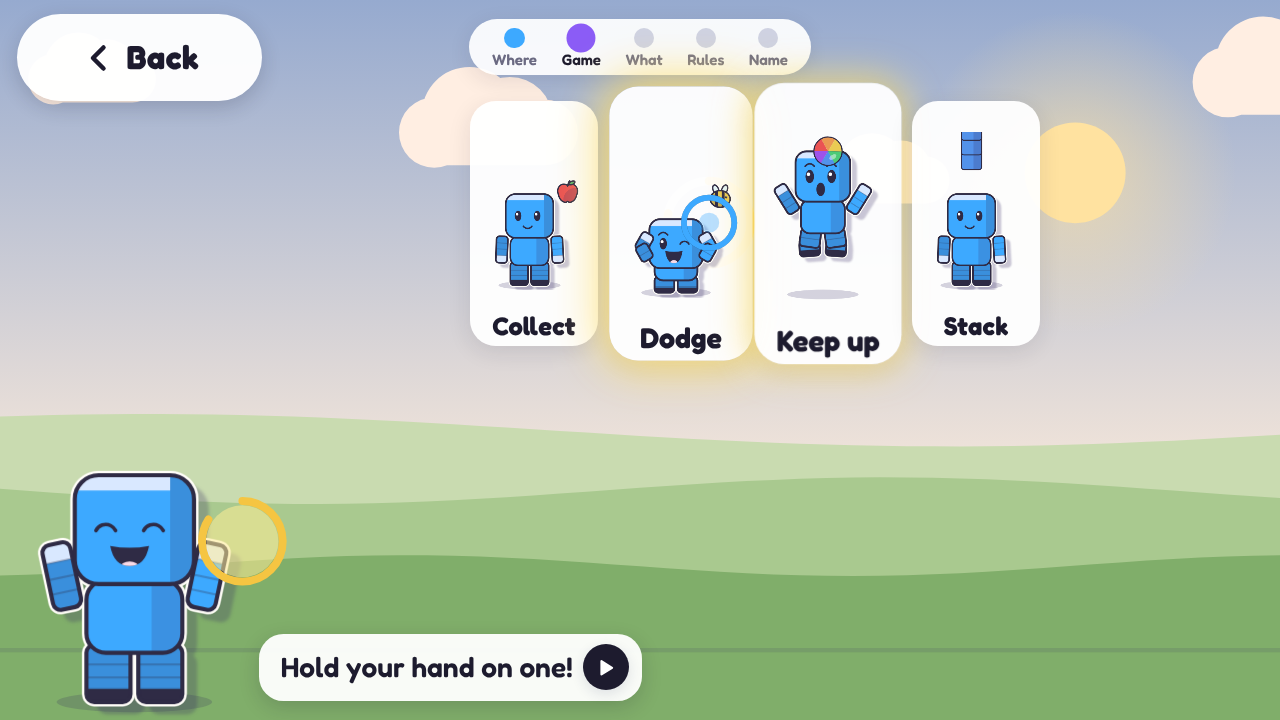 Back
Where Game What Rules Name
Collect
Dodge
Keep up
Stack
Hold your hand on one!